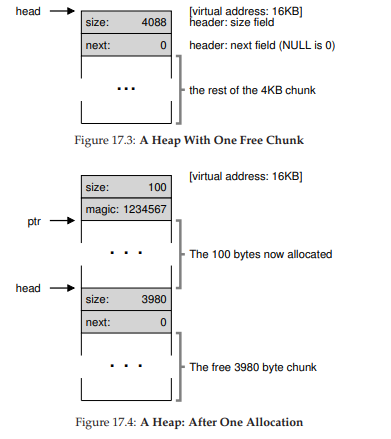 head
[virtual address: 16KB]
size: 4088
header: size field
next: 0
header: next field (NULL is 0)
...
the rest of the 4KB chunk
Figure 17.3: A Heap With One Free Chunk
size: 100
[virtual address: 16KB]
magic: 1234567
ptr
. . .
The 100 bytes now allocated
head
size: 3980
next: 0
. . .
The free 3980 byte chunk
Figure 17.4: A Heap: After One Allocation